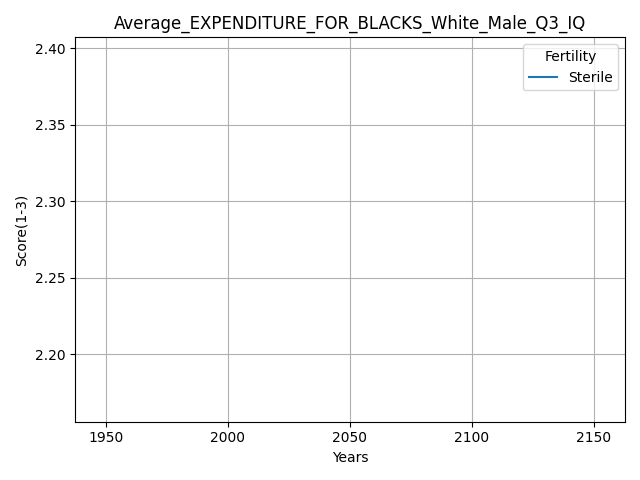 Average_EXPENDITURE_FOR_BLACKS_White_Male_Q3_IQ
Fertility
Sterile
2.40
2.35
2.30
2.25
2.20
Score(1-3)
1950
2000
2050
2100
2150
Years